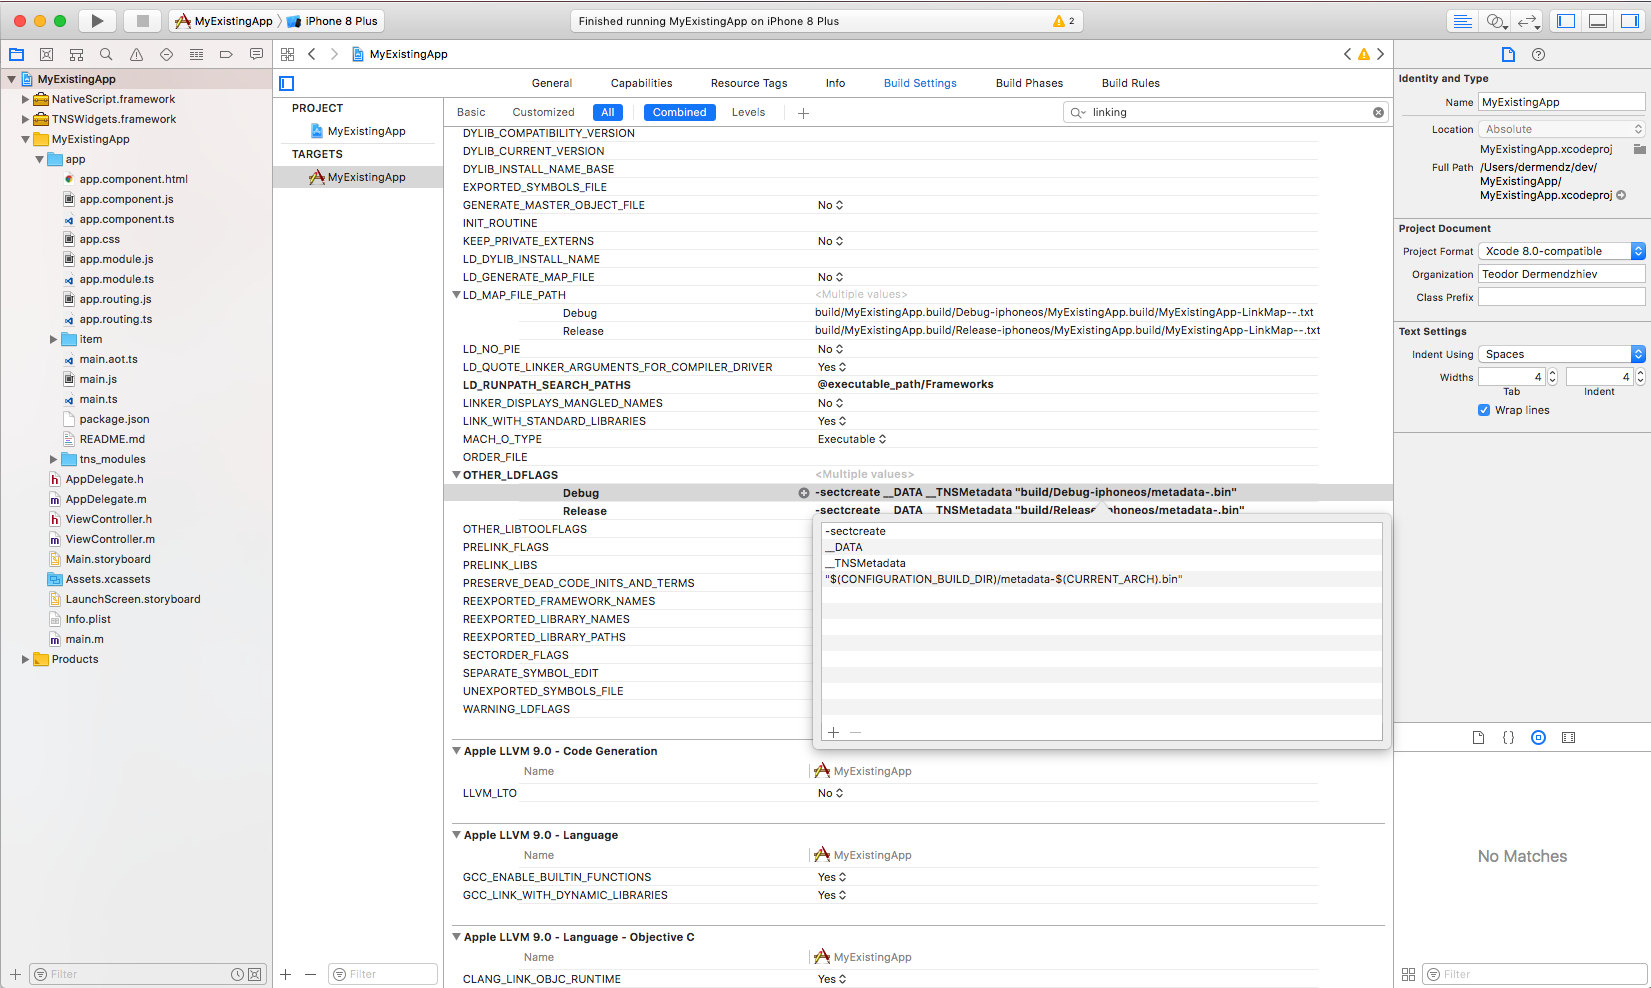 MyExistingApp
iPhone 8 Plus
Finished running MyExistingApp on iPhone 8 Plus
2
MyExistingApp
NativeScript.framework
TNSWidgets.framework
MyExistingApp
app
app.component.html
app.component.js
app.component.ts
app.css
app.module.js
app.module.ts
app.routing.js
app.routing.ts
item
main.aot.ts
main.js
main.ts
package.json
README.md
tns_modules
AppDelegate.h
AppDelegate.m
ViewController.h
ViewController.m
Main.storyboard
Assets.xcassets
LaunchScreen.storyboard
Info.plist
main.m
Products
Filter
MyExistingApp
General Capabilities Resource Tags Info Build Settings Build Phases Build Rules
PROJECT
MyExistingApp
TARGETS
MyExistingApp
Filter
Basic Customized All Combined Levels
linking
DYLIB_COMPATIBILITY_VERSION
DYLIB_CURRENT_VERSION
DYLIB_INSTALL_NAME_BASE
EXPORTED_SYMBOLS_FILE
GENERATE_MASTER_OBJECT_FILE No
INIT_ROUTINE
KEEP_PRIVATE_EXTERNS No
LD_DYLIB_INSTALL_NAME
LD_GENERATE_MAP_FILE No
LD_MAP_FILE_PATH <Multiple values>
Debug build/MyExistingApp.build/Debug-iphoneos/MyExistingApp.build/MyExistingApp-LinkMap--.txt
Release build/MyExistingApp.build/Release-iphoneos/MyExistingApp.build/MyExistingApp-LinkMap--.txt
LD_NO_PIE No
LD_QUOTE_LINKER_ARGUMENTS_FOR_COMPILER_DRIVER Yes
LD_RUNPATH_SEARCH_PATHS @executable_path/Frameworks
LINKER_DISPLAYS_MANGLED_NAMES No
LINK_WITH_STANDARD_LIBRARIES Yes
MACH_O_TYPE Executable
ORDER_FILE
OTHER_LDFLAGS <Multiple values>
Debug -sectcreate __DATA __TNSMetadata "build/Debug-iphoneos/metadata-.bin"
Release -sectcreate __DATA __TNSMetadata "build/Release-iphoneos/metadata-.bin"
OTHER_LIBTOOLFLAGS
PRELINK_FLAGS
PRELINK_LIBS
PRESERVE_DEAD_CODE_INITS_AND_TERMS
REEXPORTED_FRAMEWORK_NAMES
REEXPORTED_LIBRARY_NAMES
REEXPORTED_LIBRARY_PATHS
SECTORDER_FLAGS
SEPARATE_SYMBOL_EDIT
UNEXPORTED_SYMBOLS_FILE
WARNING_LDFLAGS
-sectcreate
__DATA
__TNSMetadata
"$(CONFIGURATION_BUILD_DIR)/metadata-$(CURRENT_ARCH).bin"
Apple LLVM 9.0 - Code Generation
Name MyExistingApp
LLVM_LTO No
Apple LLVM 9.0 - Language
Name MyExistingApp
GCC_ENABLE_BUILTIN_FUNCTIONS Yes
GCC_LINK_WITH_DYNAMIC_LIBRARIES Yes
Apple LLVM 9.0 - Language - Objective C
Name MyExistingApp
CLANG_LINK_OBJC_RUNTIME Yes
Identity and Type
Name MyExistingApp
Location Absolute
MyExistingApp.xcodeproj
Full Path /Users/dermendz/dev/
MyExistingApp/
MyExistingApp.xcodeproj
Project Document
Project Format Xcode 8.0-compatible
Organization Teodor Dermendzhiev
Class Prefix
Text Settings
Indent Using Spaces
Widths 4 4
Tab Indent
Wrap lines
No Matches
Filter